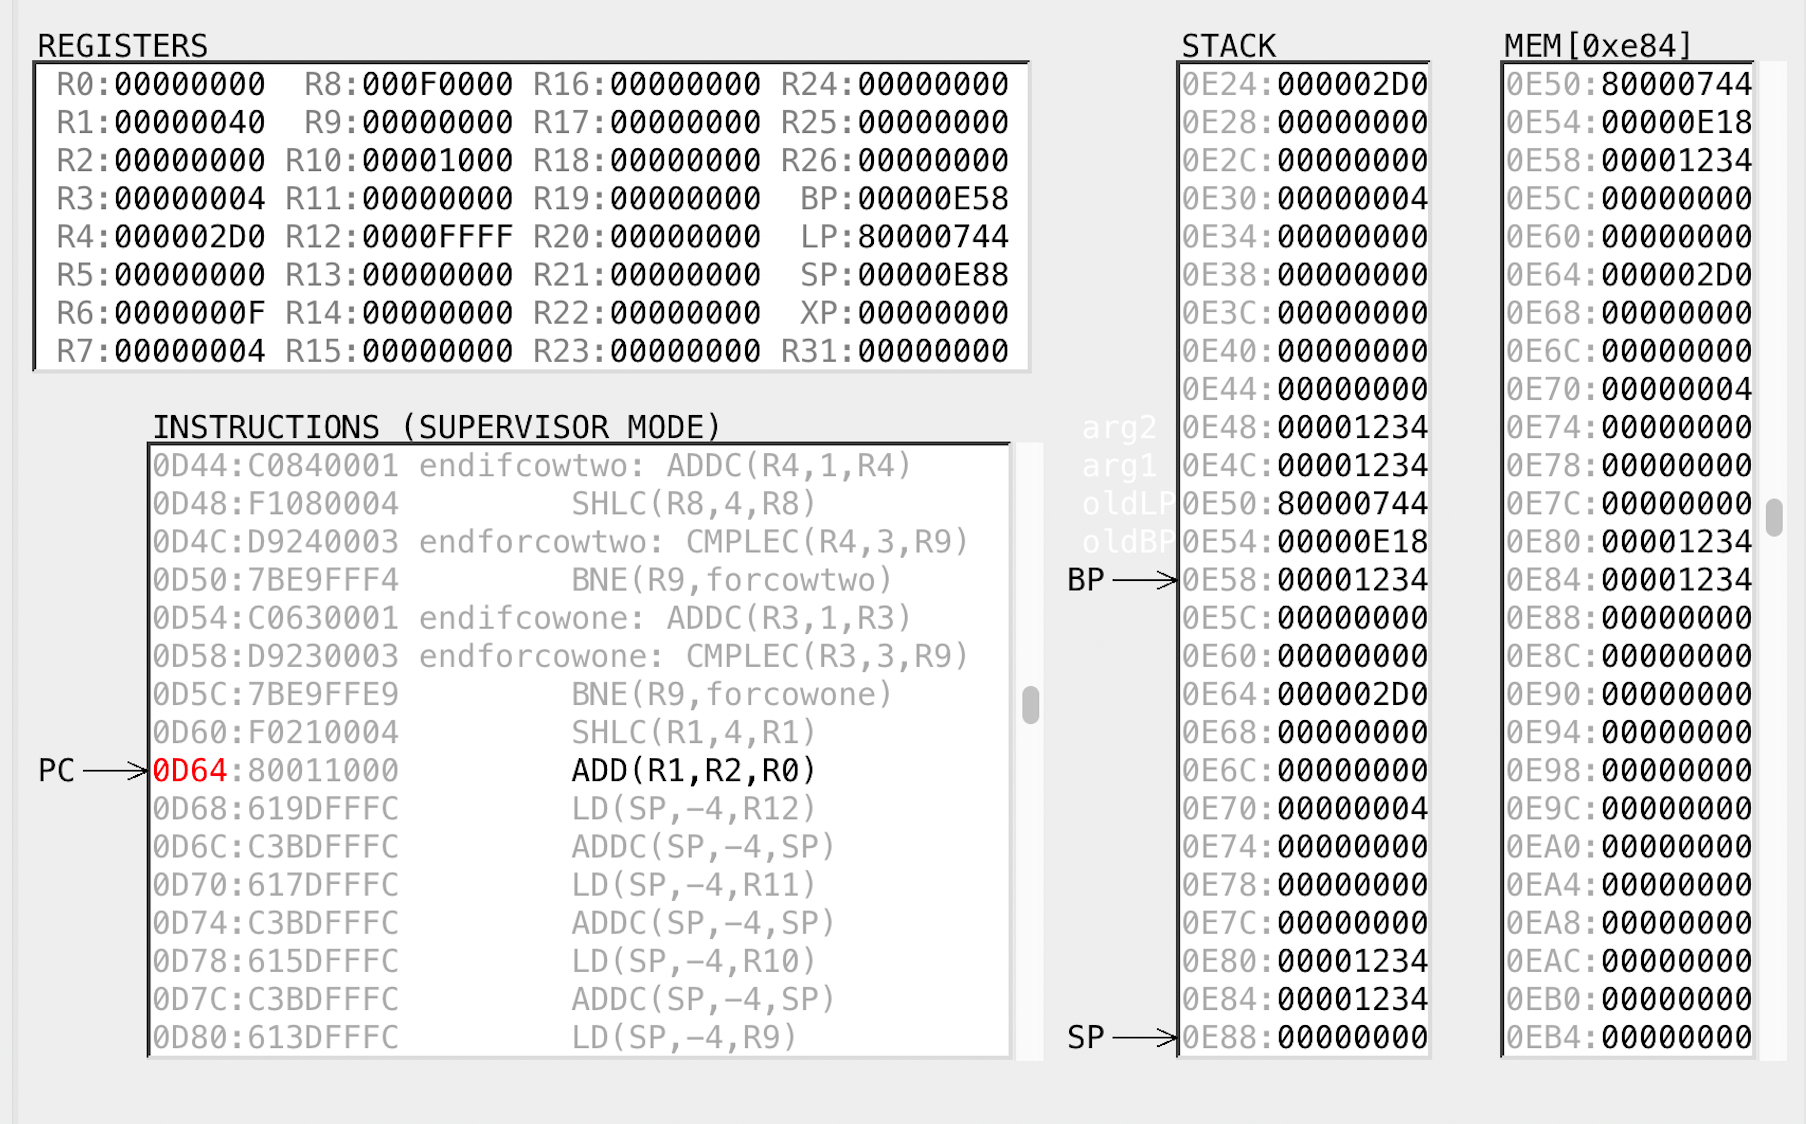 REGISTERS
R0:00000000 R8:000F0000 R16:00000000 R24:00000000
R1:00000040 R9:00000000 R17:00000000 R25:00000000
R2:00000000 R10:00001000 R18:00000000 R26:00000000
R3:00000004 R11:00000000 R19:00000000 BP:00000E58
R4:000002D0 R12:0000FFFF R20:00000000 LP:80000744
R5:00000000 R13:00000000 R21:00000000 SP:00000E88
R6:0000000F R14:00000000 R22:00000000 XP:00000000
R7:00000004 R15:00000000 R23:00000000 R31:00000000
INSTRUCTIONS (SUPERVISOR MODE)
0D44:C0840001 endifcowtwo: ADDC(R4,1,R4)
0D48:F1080004 SHLC(R8,4,R8)
0D4C:D9240003 endforcowtwo: CMPLEC(R4,3,R9)
0D50:7BE9FFF4 BNE(R9,forcowtwo)
0D54:C0630001 endifcowone: ADDC(R3,1,R3)
0D58:D9230003 endforcowone: CMPLEC(R3,3,R9)
0D5C:7BE9FFE9 BNE(R9,forcowone)
0D60:F0210004 SHLC(R1,4,R1)
PC
0D64:80011000 ADD(R1,R2,R0)
0D68:619DFFFC LD(SP,-4,R12)
0D6C:C3BDFFFC ADDC(SP,-4,SP)
0D70:617DFFFC LD(SP,-4,R11)
0D74:C3BDFFFC ADDC(SP,-4,SP)
0D78:615DFFFC LD(SP,-4,R10)
0D7C:C3BDFFFC ADDC(SP,-4,SP)
0D80:613DFFFC LD(SP,-4,R9)
STACK
0E24:000002D0
0E28:00000000
0E2C:00000000
0E30:00000004
0E34:00000000
0E38:00000000
0E3C:00000000
0E40:00000000
0E44:00000000
arg2 0E48:00001234
arg1 0E4C:00001234
oldLP 0E50:80000744
oldBP 0E54:00000E18
BP 0E58:00001234
0E5C:00000000
0E60:00000000
0E64:000002D0
0E68:00000000
0E6C:00000000
0E70:00000004
0E74:00000000
0E78:00000000
0E7C:00000000
0E80:00001234
0E84:00001234
SP 0E88:00000000
MEM[0xe84]
0E50:80000744
0E54:00000E18
0E58:00001234
0E5C:00000000
0E60:00000000
0E64:000002D0
0E68:00000000
0E6C:00000000
0E70:00000004
0E74:00000000
0E78:00000000
0E7C:00000000
0E80:00001234
0E84:00001234
0E88:00000000
0E8C:00000000
0E90:00000000
0E94:00000000
0E98:00000000
0E9C:00000000
0EA0:00000000
0EA4:00000000
0EA8:00000000
0EAC:00000000
0EB0:00000000
0EB4:00000000